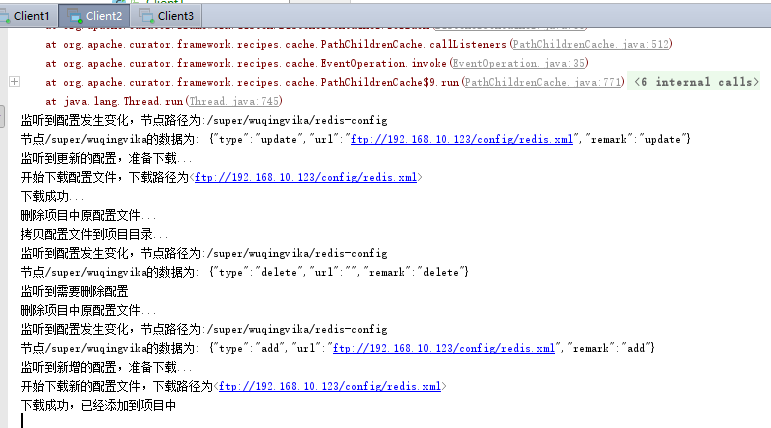 Client1 Client2 Client3
at org.apache.curator.framework.recipes.cache.PathChildrenCache.callListeners(PathChildrenCache.java:512)
at org.apache.curator.framework.recipes.cache.EventOperation.invoke(EventOperation.java:35)
at org.apache.curator.framework.recipes.cache.PathChildrenCache$9.run(PathChildrenCache.java:771) <6 internal calls>
at java.lang.Thread.run(Thread.java:745)
监听到配置发生变化，节点路径为:/super/wuqingvika/redis-config
节点/super/wuqingvika的数据为: {"type":"update","url":"ftp://192.168.10.123/config/redis.xml","remark":"update"}
监听到更新的配置，准备下载...
开始下载配置文件，下载路径为<ftp://192.168.10.123/config/redis.xml>
下载成功...
删除项目中原配置文件...
拷贝配置文件到项目目录...
监听到配置发生变化，节点路径为:/super/wuqingvika/redis-config
节点/super/wuqingvika的数据为: {"type":"delete","url":"","remark":"delete"}
监听到需要删除配置
删除项目中原配置文件...
监听到配置发生变化，节点路径为:/super/wuqingvika/redis-config
节点/super/wuqingvika的数据为: {"type":"add","url":"ftp://192.168.10.123/config/redis.xml","remark":"add"}
监听到新增的配置，准备下载...
开始下载新的配置文件，下载路径为<ftp://192.168.10.123/config/redis.xml>
下载成功，已经添加到项目中